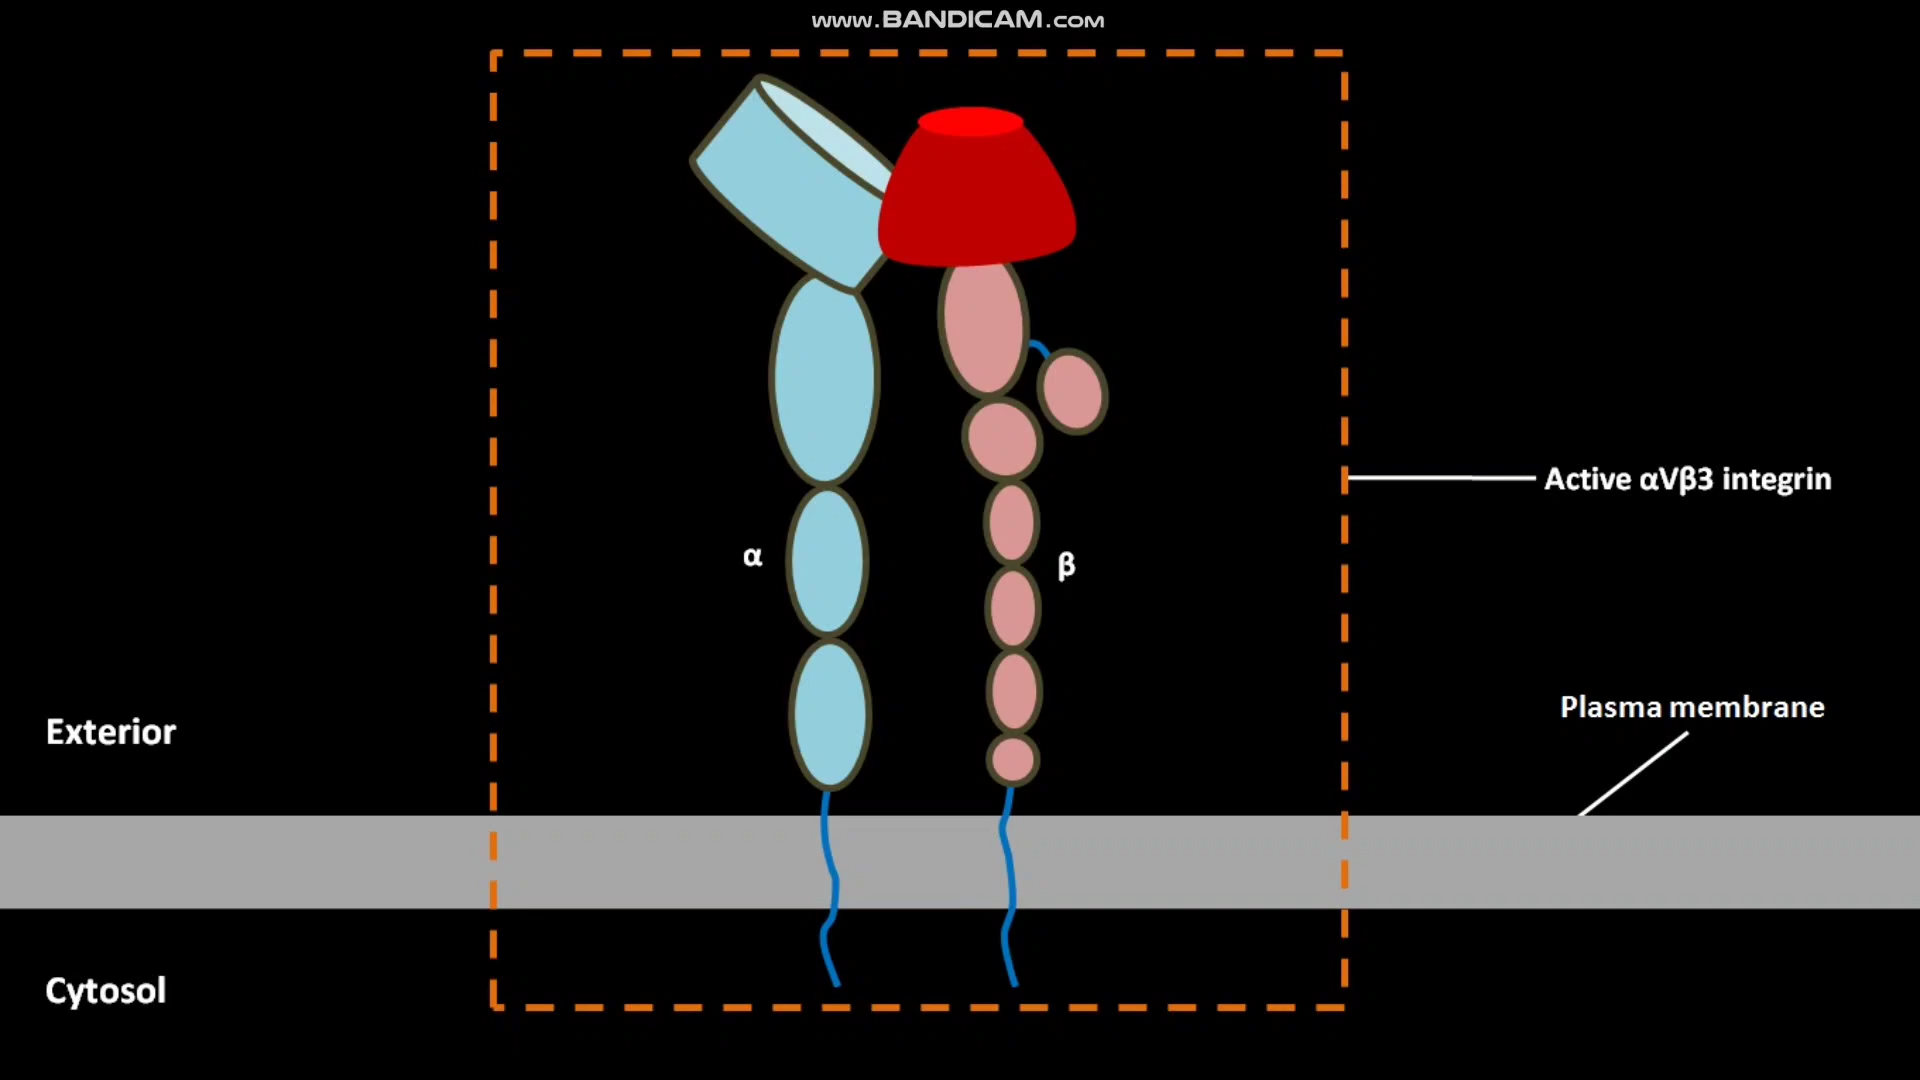 www.BANDICAM.com
Active αVβ3 integrin
α
β
Plasma membrane
Exterior
Cytosol